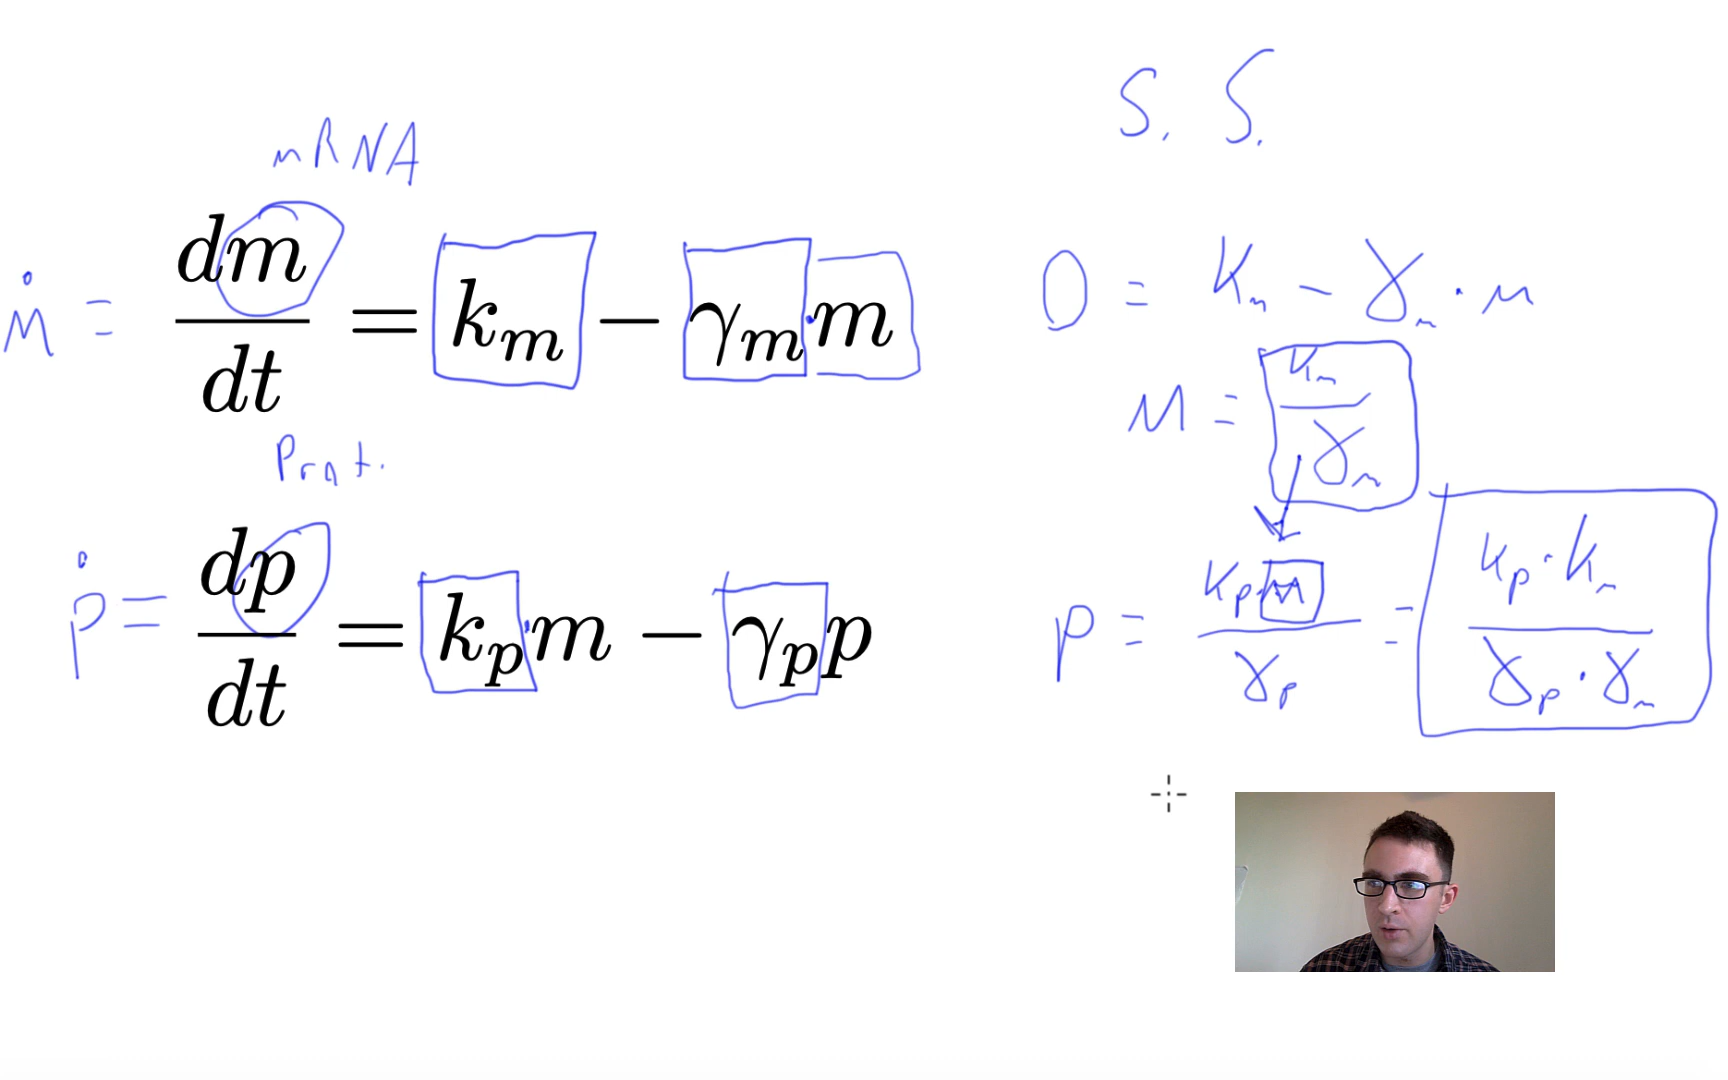 mRNA
ṁ = dm/dt = k_m − γ_m·m
Prot.
ṗ = dp/dt = k_p·m − γ_p p
S. S.
0 = k_m − γ_m · m
m = k_m/γ_m
p = k_p·m/γ_p = k_p·k_m/γ_p·γ_m